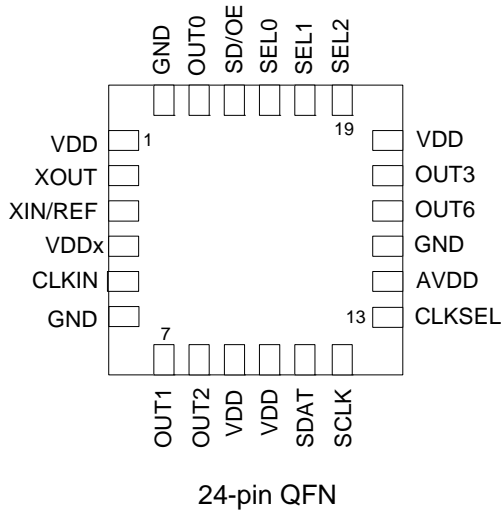 GND
OUT0
SD/OE
SEL0
SEL1
SEL2
VDD
1
XOUT
XIN/REF
VDDx
CLKIN
GND
19
VDD
OUT3
OUT6
GND
AVDD
13
CLKSEL
7
OUT1
OUT2
VDD
VDD
SDAT
SCLK
24-pin QFN